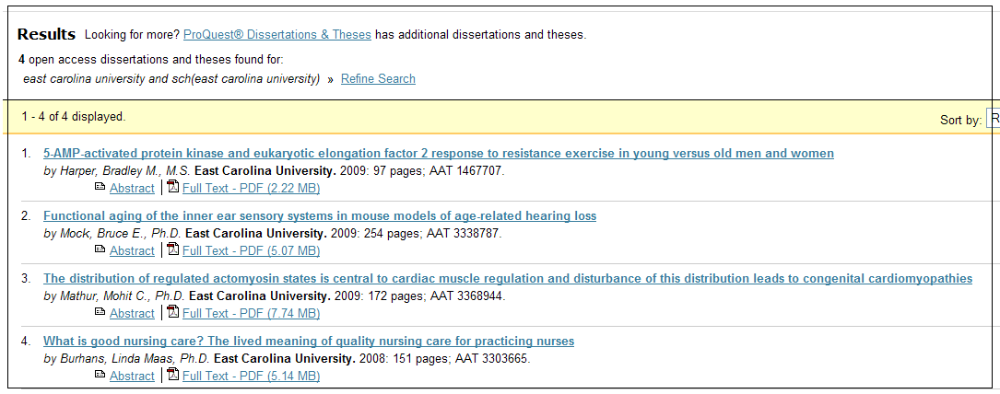 Results Looking for more? ProQuest® Dissertations & Theses has additional dissertations and theses.
4 open access dissertations and theses found for:
east carolina university and sch(east carolina university) » Refine Search
1 - 4 of 4 displayed.
Sort by: R
1. 5-AMP-activated protein kinase and eukaryotic elongation factor 2 response to resistance exercise in young versus old men and women
by Harper, Bradley M., M.S. East Carolina University. 2009: 97 pages; AAT 1467707.
Abstract | Full Text - PDF (2.22 MB)
2. Functional aging of the inner ear sensory systems in mouse models of age-related hearing loss
by Mock, Bruce E., Ph.D. East Carolina University. 2009: 254 pages; AAT 3338787.
Abstract | Full Text - PDF (5.07 MB)
3. The distribution of regulated actomyosin states is central to cardiac muscle regulation and disturbance of this distribution leads to congenital cardiomyopathies
by Mathur, Mohit C., Ph.D. East Carolina University. 2009: 172 pages; AAT 3368944.
Abstract | Full Text - PDF (7.74 MB)
4. What is good nursing care? The lived meaning of quality nursing care for practicing nurses
by Burhans, Linda Maas, Ph.D. East Carolina University. 2008: 151 pages; AAT 3303665.
Abstract | Full Text - PDF (5.14 MB)